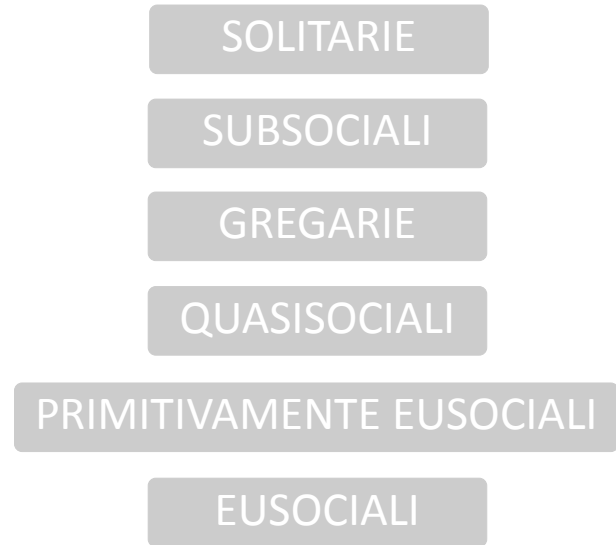 SOLITARIE
SUBSOCIALI
GREGARIE
QUASISOCIALI
PRIMITIVAMENTE EUSOCIALI
EUSOCIALI